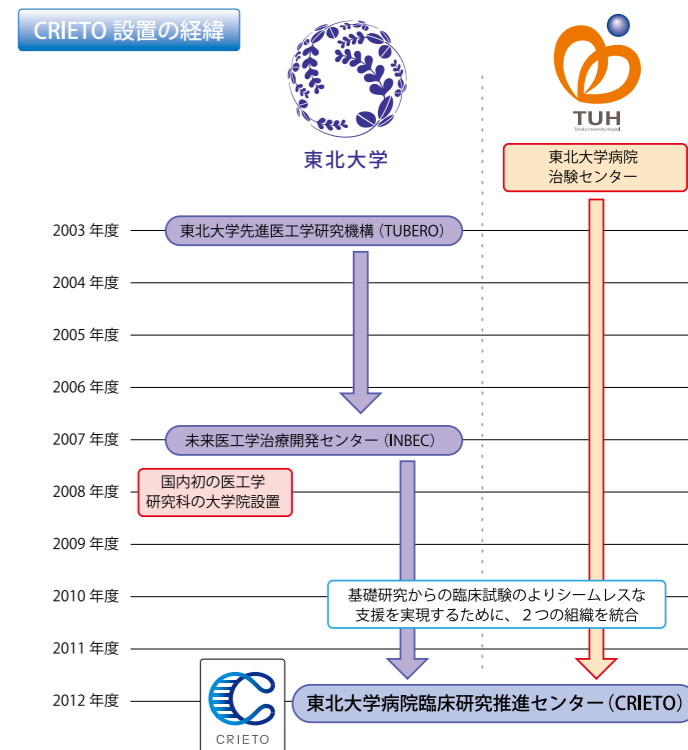 CRIETO 設置の経緯
東北大学
TUH
Tohoku University Hospital
東北大学病院
治験センター
2003 年度
東北大学先進医工学研究機構（TUBERO）
2004 年度
2005 年度
2006 年度
2007 年度
未来医工学治療開発センター（INBEC）
2008 年度
国内初の医工学
研究科の大学院設置
2009 年度
2010 年度
基礎研究からの臨床試験のよりシームレスな
支援を実現するために、２つの組織を統合
2011 年度
2012 年度
CRIETO
東北大学病院臨床研究推進センター（CRIETO）